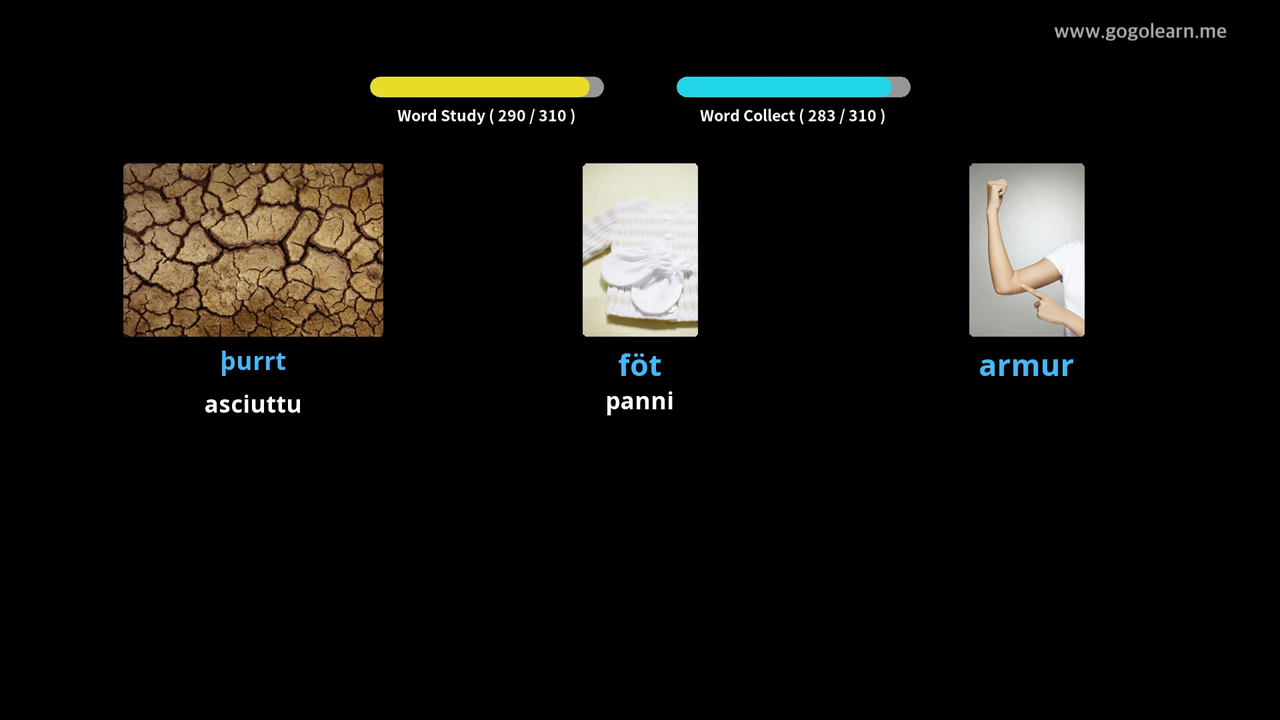 www.gogolearn.me
Word Study ( 290 / 310 )
Word Collect ( 283 / 310 )
þurrt
asciuttu
föt
panni
armur